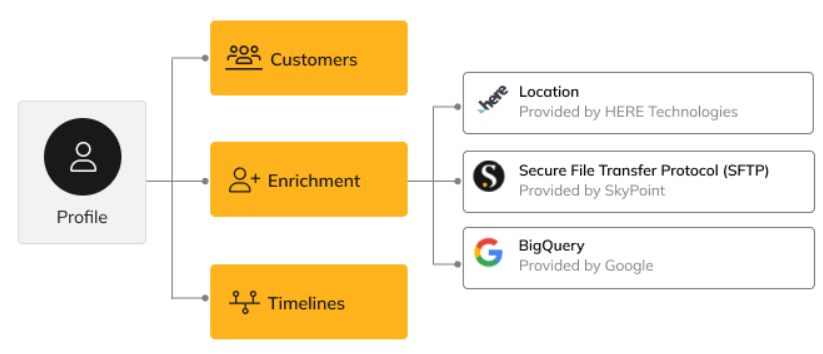 Profile
Customers
Enrichment
Timelines
here
Location
Provided by HERE Technologies
Secure File Transfer Protocol (SFTP)
Provided by SkyPoint
BigQuery
Provided by Google